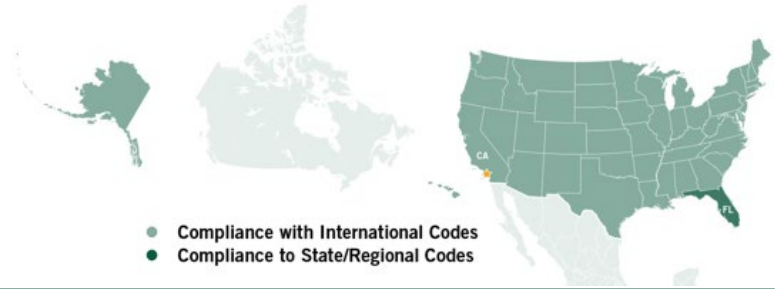 CA
FL
Compliance with International Codes
Compliance to State/Regional Codes